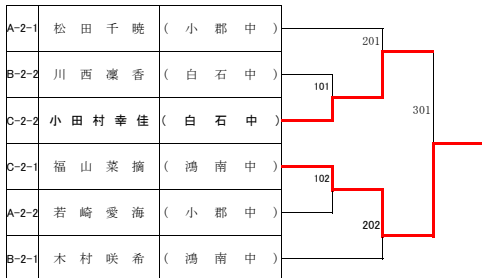 A-2-1 松田千暁 (小郡中)
201
B-2-2 川西凜香 (白石中)
101
C-2-2 小田村幸佳 (白石中)
301
C-2-1 福山菜摘 (鴻南中)
102
A-2-2 若崎愛海 (小郡中)
202
B-2-1 木村咲希 (鴻南中)